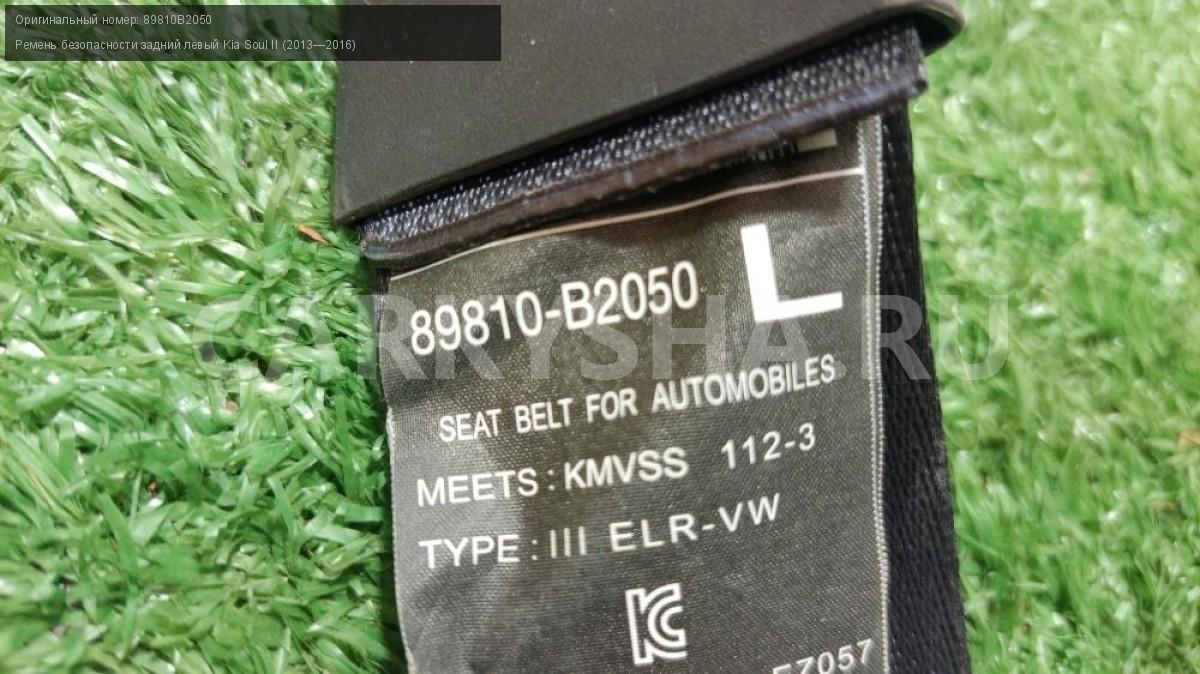 Оригинальный номер: 89810B2050
Ремень безопасности задний левый Kia Soul II (2013—2016)
89810-B2050 L
CARRYSHA.RU
SEAT BELT FOR AUTOMOBILES
MEETS : KMVSS 112-3
TYPE : III ELR-VW
KC